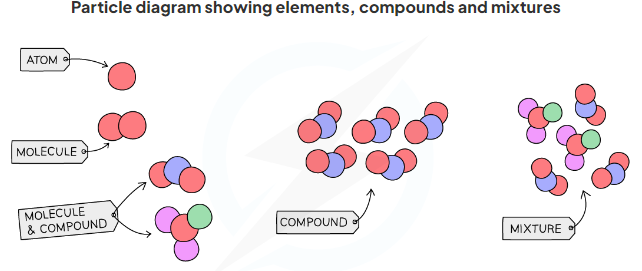 Particle diagram showing elements, compounds and mixtures
ATOM
MOLECULE
MOLECULE
& COMPOUND
COMPOUND
MIXTURE